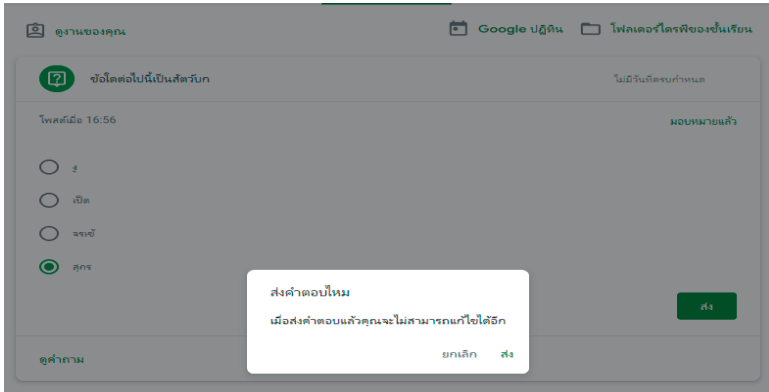 ดูงานของคุณ
Google ปฏิทิน
โฟลเดอร์ไดรฟ์ของชั้นเรียน
ข้อใดต่อไปนี้เป็นสัตว์บก
ไม่มีวันที่ครบกำหนด
โพสต์เมื่อ 16:56
มอบหมายแล้ว
งู
เป็ด
จรเข้
สุกร
ส่งคำตอบไหม
เมื่อส่งคำตอบแล้วคุณจะไม่สามารถแก้ไขได้อีก
ยกเลิก
ส่ง
ส่ง
ดูคำถาม